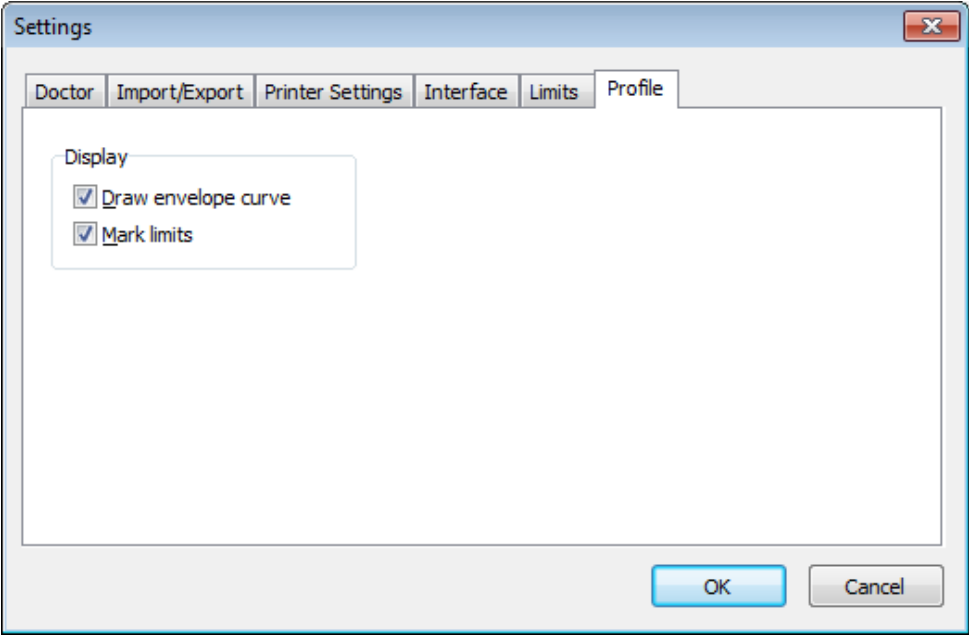 Settings
Doctor Import/Export Printer Settings Interface Limits Profile
Display
Draw envelope curve
Mark limits
OK Cancel